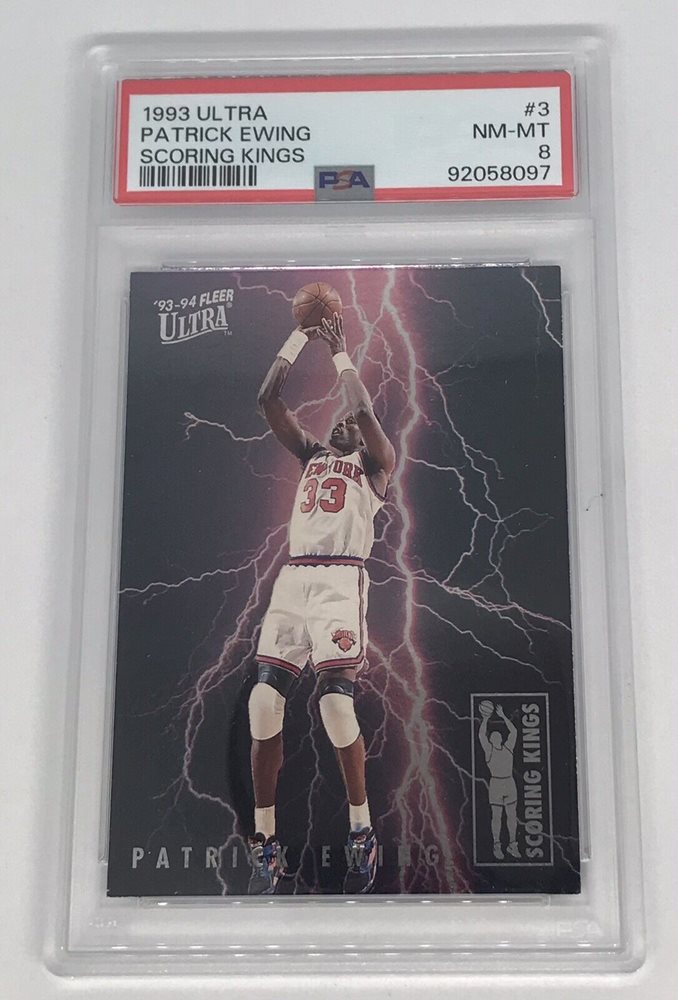 1993 ULTRA #3
PATRICK EWING NM-MT
SCORING KINGS 8
PSA 92058097
'93-94 FLEER
ULTRA®
TM
NEW YORK
33
SCORING KINGS
PATRICK EWING